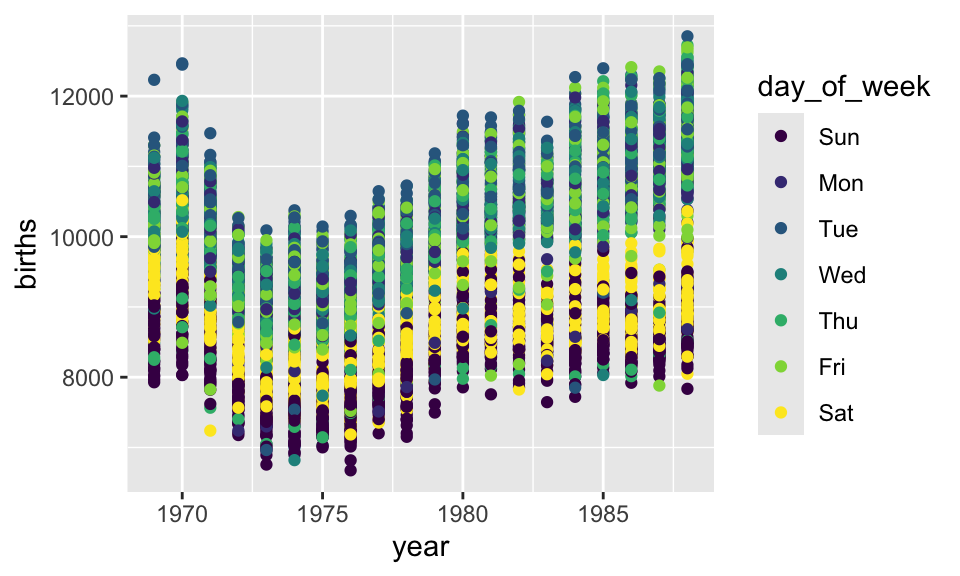 12000
10000
8000
births
1970 1975 1980 1985
year
day_of_week
Sun
Mon
Tue
Wed
Thu
Fri
Sat